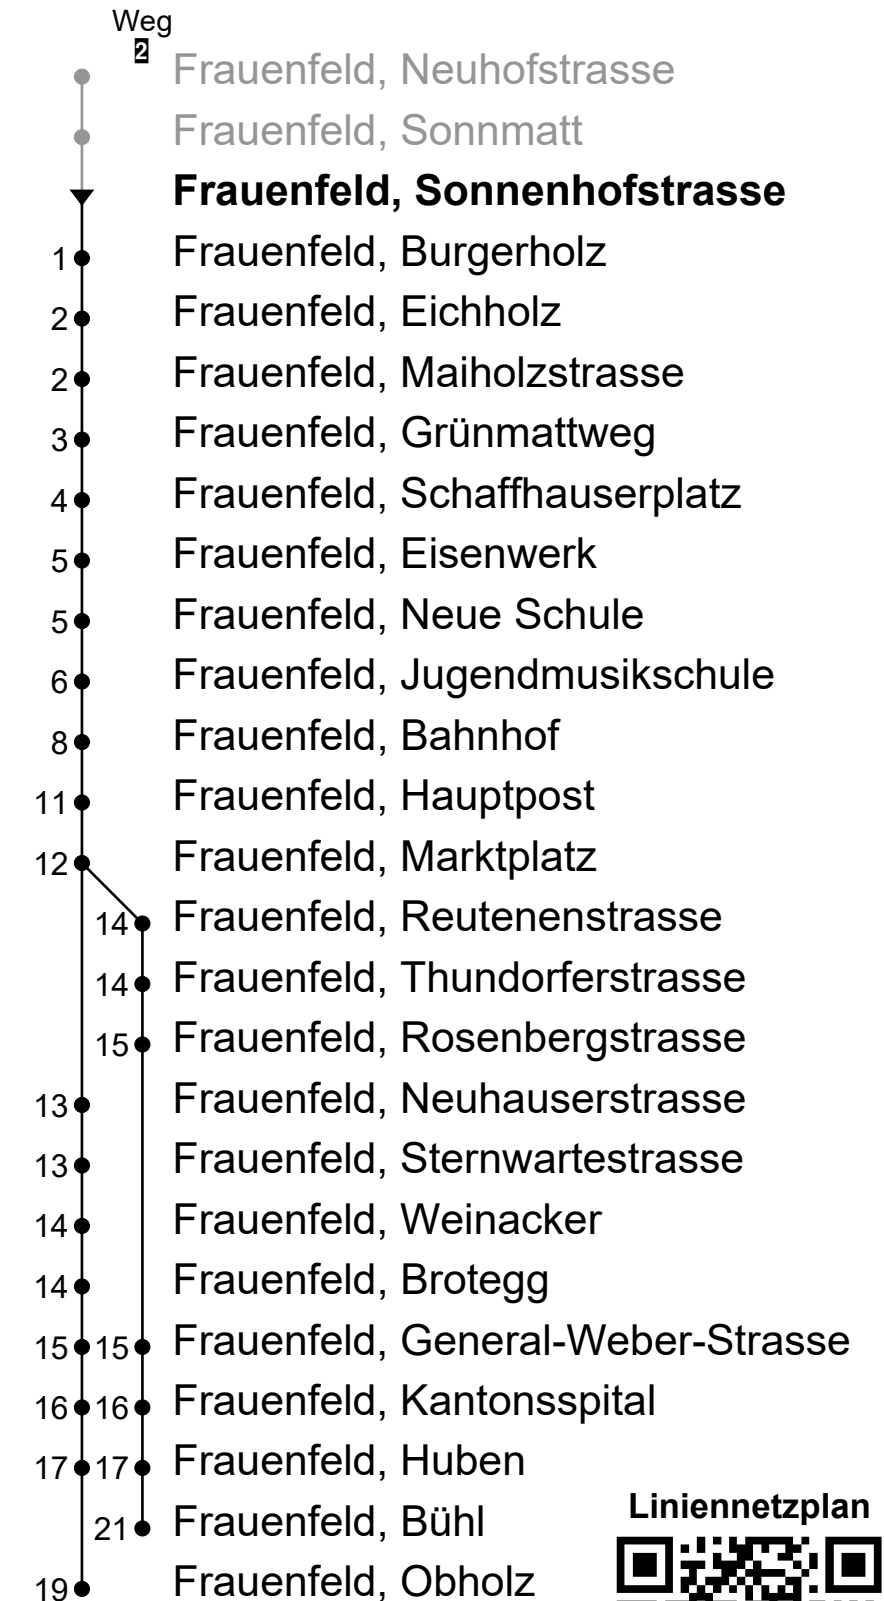 Weg
2
Frauenfeld, Neuhofstrasse
Frauenfeld, Sonnmatt
Frauenfeld, Sonnenhofstrasse
1 Frauenfeld, Burgerholz
2 Frauenfeld, Eichholz
2 Frauenfeld, Maiholzstrasse
3 Frauenfeld, Grünmattweg
4 Frauenfeld, Schaffhauserplatz
5 Frauenfeld, Eisenwerk
5 Frauenfeld, Neue Schule
6 Frauenfeld, Jugendmusikschule
8 Frauenfeld, Bahnhof
11 Frauenfeld, Hauptpost
12 Frauenfeld, Marktplatz
14 Frauenfeld, Reutenenstrasse
14 Frauenfeld, Thundorferstrasse
15 Frauenfeld, Rosenbergstrasse
13 Frauenfeld, Neuhauserstrasse
13 Frauenfeld, Sternwartestrasse
14 Frauenfeld, Weinacker
14 Frauenfeld, Brotegg
15 15 Frauenfeld, General-Weber-Strasse
16 16 Frauenfeld, Kantonsspital
17 17 Frauenfeld, Huben
Liniennetzplan
21 Frauenfeld, Bühl
19 Frauenfeld, Obholz